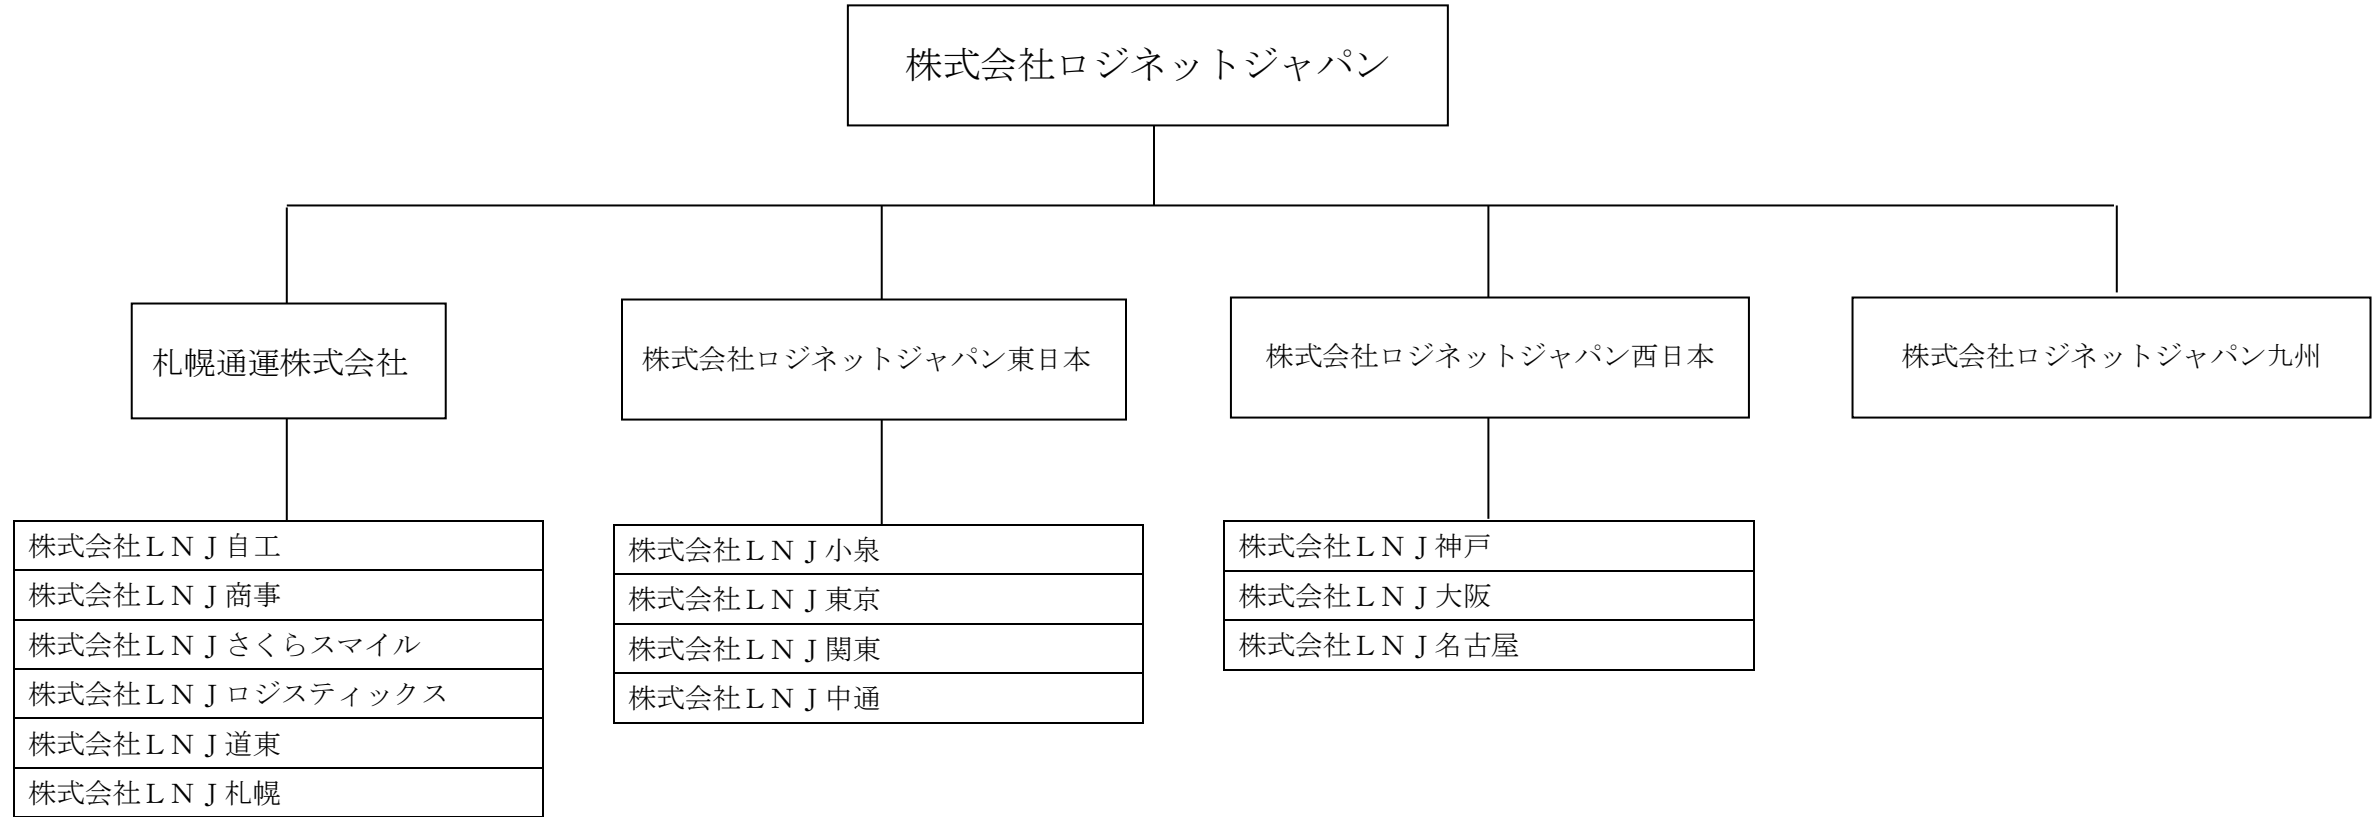 株式会社ロジネットジャパン
札幌通運株式会社
株式会社ロジネットジャパン東日本
株式会社ロジネットジャパン西日本
株式会社ロジネットジャパン九州
株式会社ＬＮＪ自工
株式会社ＬＮＪ商事
株式会社ＬＮＪさくらスマイル
株式会社ＬＮＪロジスティックス
株式会社ＬＮＪ道東
株式会社ＬＮＪ札幌
株式会社ＬＮＪ小泉
株式会社ＬＮＪ東京
株式会社ＬＮＪ関東
株式会社ＬＮＪ中通
株式会社ＬＮＪ神戸
株式会社ＬＮＪ大阪
株式会社ＬＮＪ名古屋